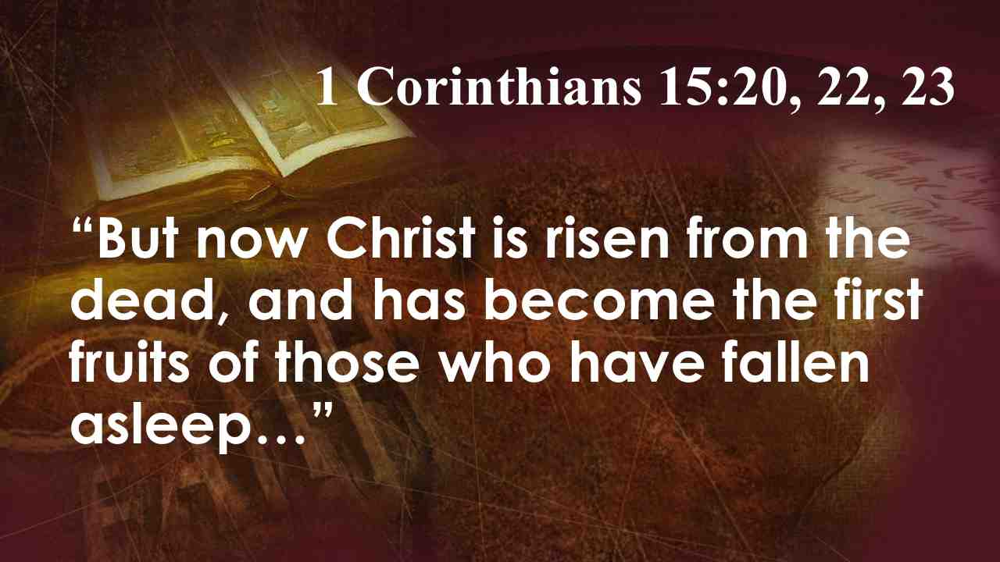 1 Corinthians 15:20, 22, 23
“But now Christ is risen from the
dead, and has become the first
fruits of those who have fallen
asleep…”